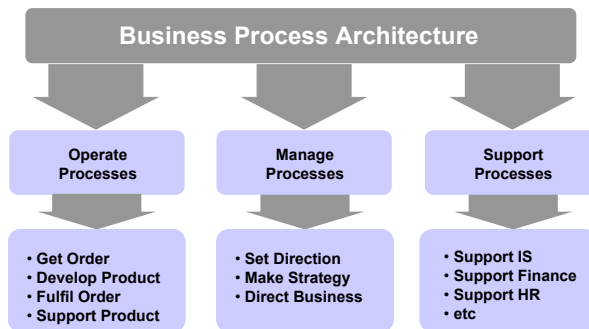 Business Process Architecture
Operate
Processes
Manage
Processes
Support
Processes
• Get Order
• Develop Product
• Fulfil Order
• Support Product
• Set Direction
• Make Strategy
• Direct Business
• Support IS
• Support Finance
• Support HR
• etc